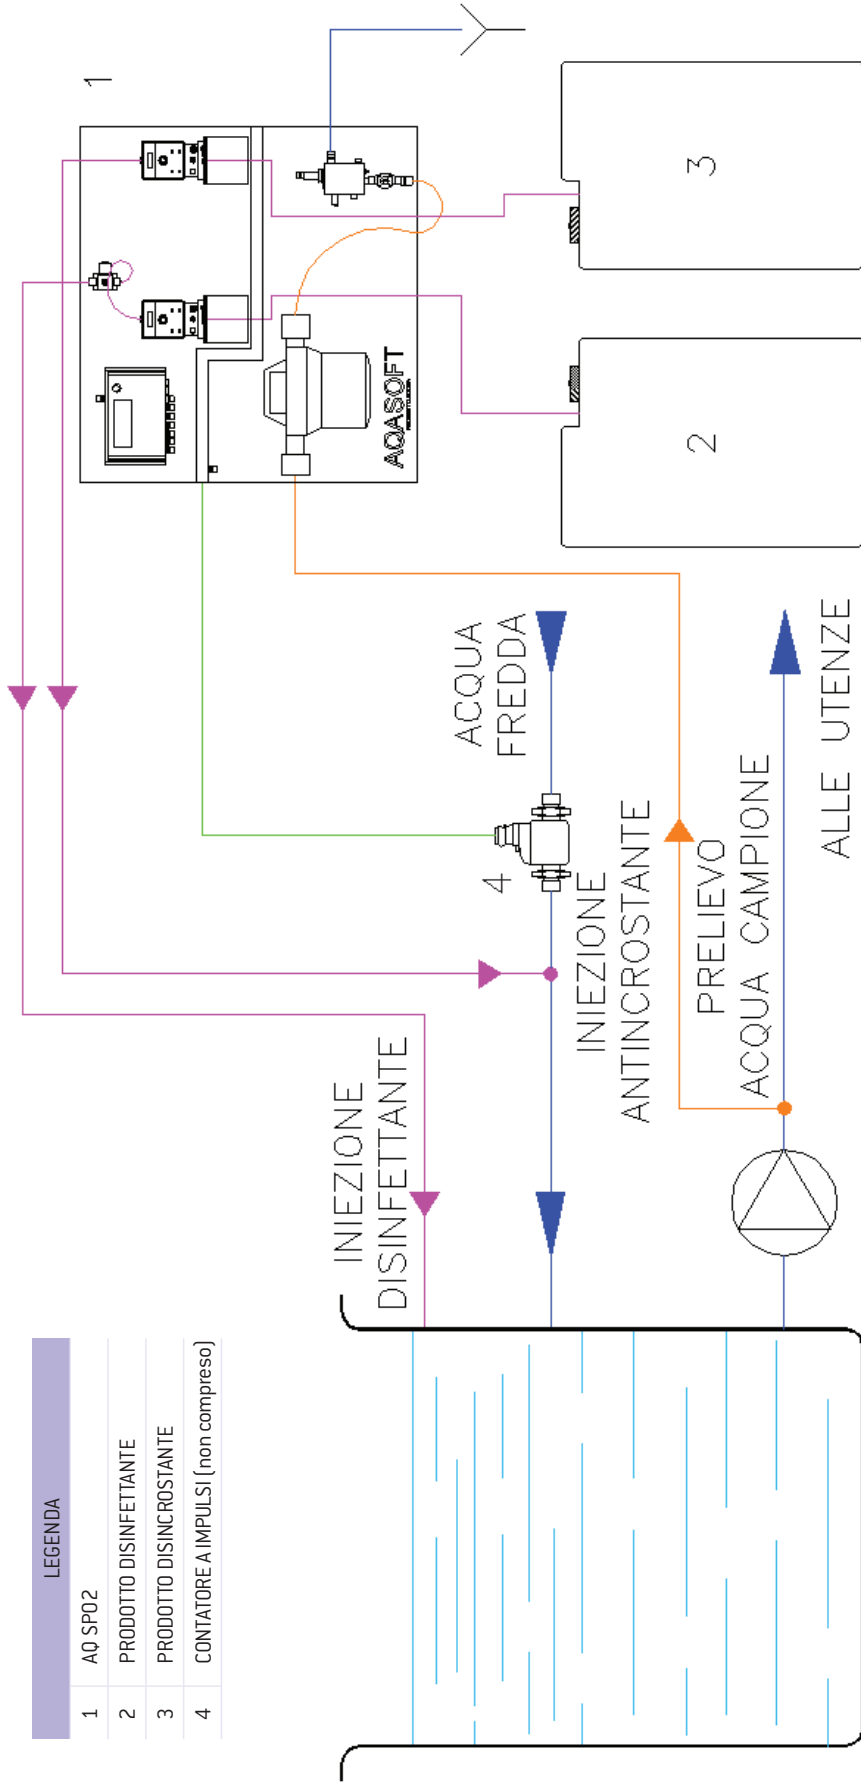 LEGENDA
1 AQ SP02
2 PRODOTTO DISINFETTANTE
3 PRODOTTO DISINCROSTANTE
4 CONTATORE A IMPULSI (non compreso)
INIEZIONE
DISINFETTANTE
4
ACQUA
FREDDA
INIEZIONE
ANTINCROSTANTE
PRELIEVO
ACQUA CAMPIONE
ALLE UTENZE
1
AQASOFT
2
3